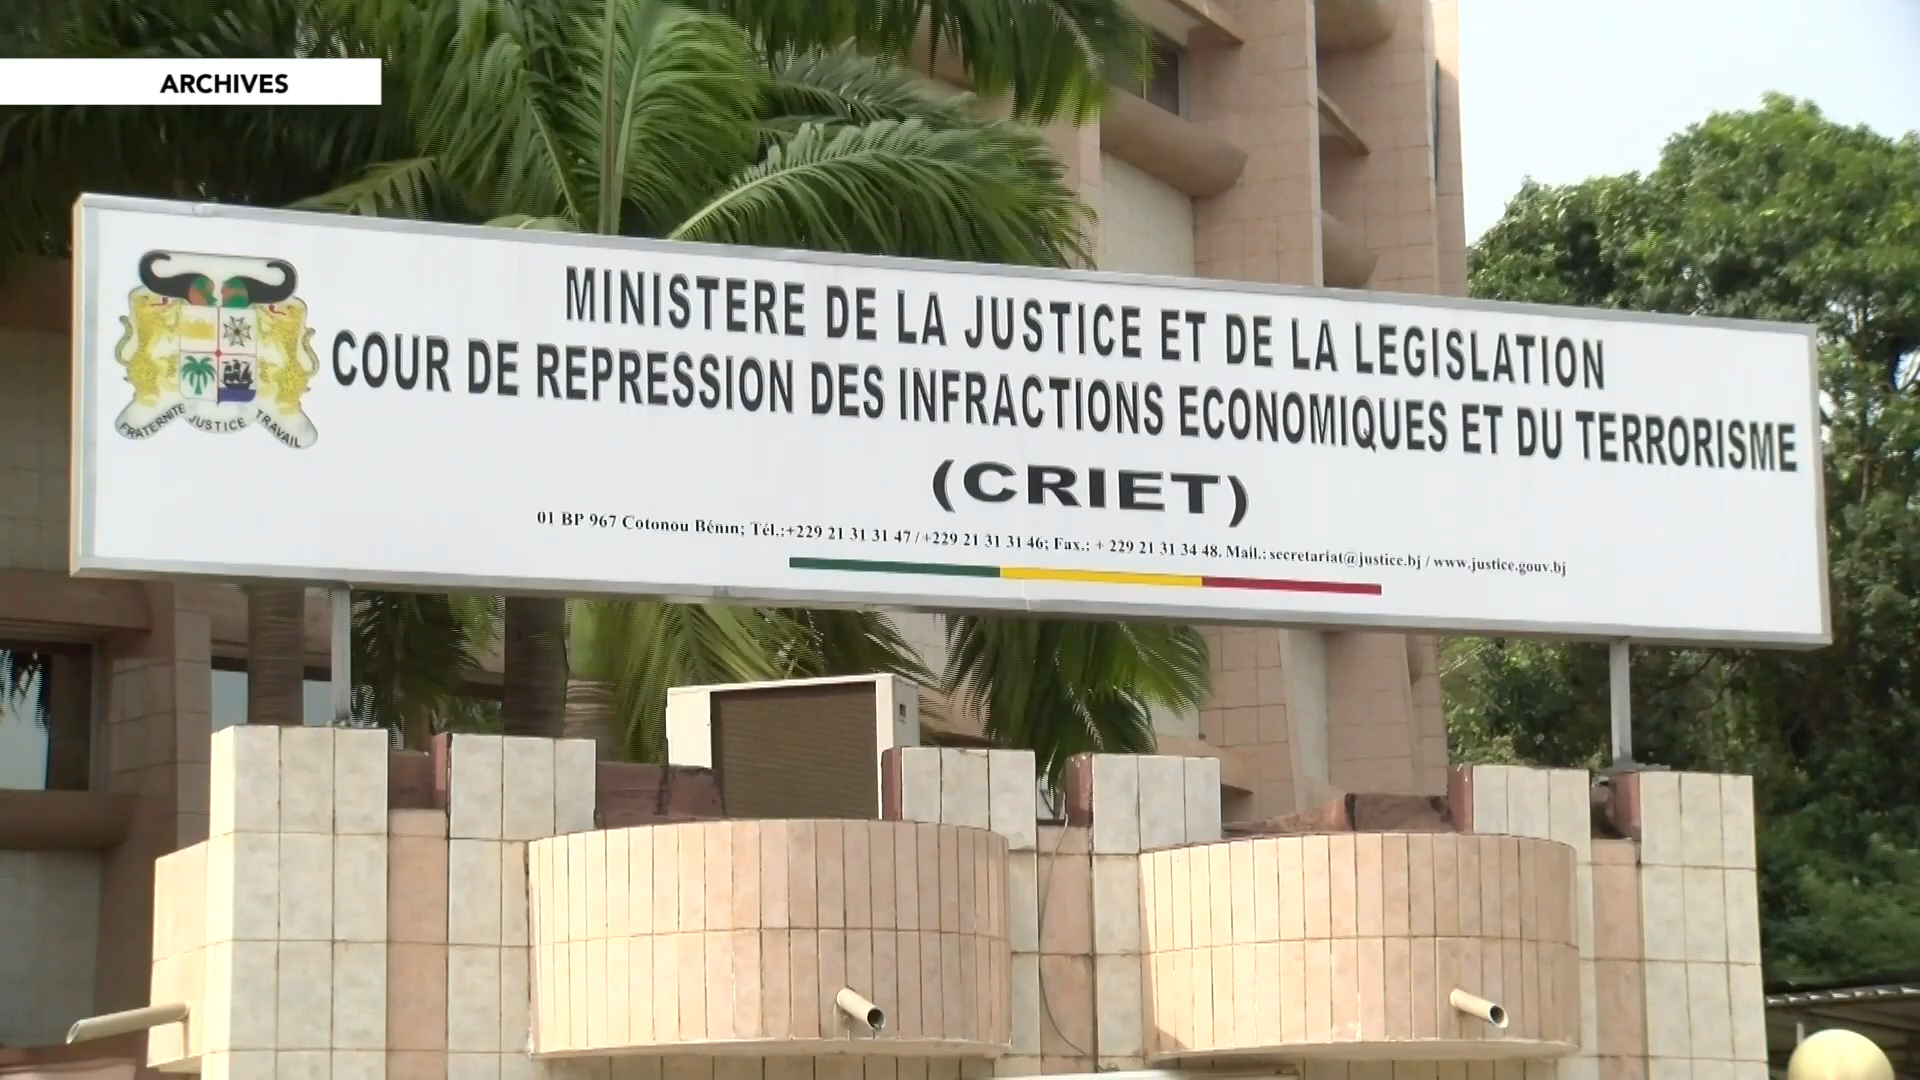 ARCHIVES
MINISTERE DE LA JUSTICE ET DE LA LEGISLATION
COUR DE REPRESSION DES INFRACTIONS ECONOMIQUES ET DU TERRORISME
(CRIET)
01 BP 967 Cotonou Bénin; Tél.:+229 21 31 31 47 / +229 21 31 31 46; Fax.: + 229 21 31 34 48. Mail.: secretariat@justice.bj / www.justice.gouv.bj
FRATERNITE JUSTICE TRAVAIL